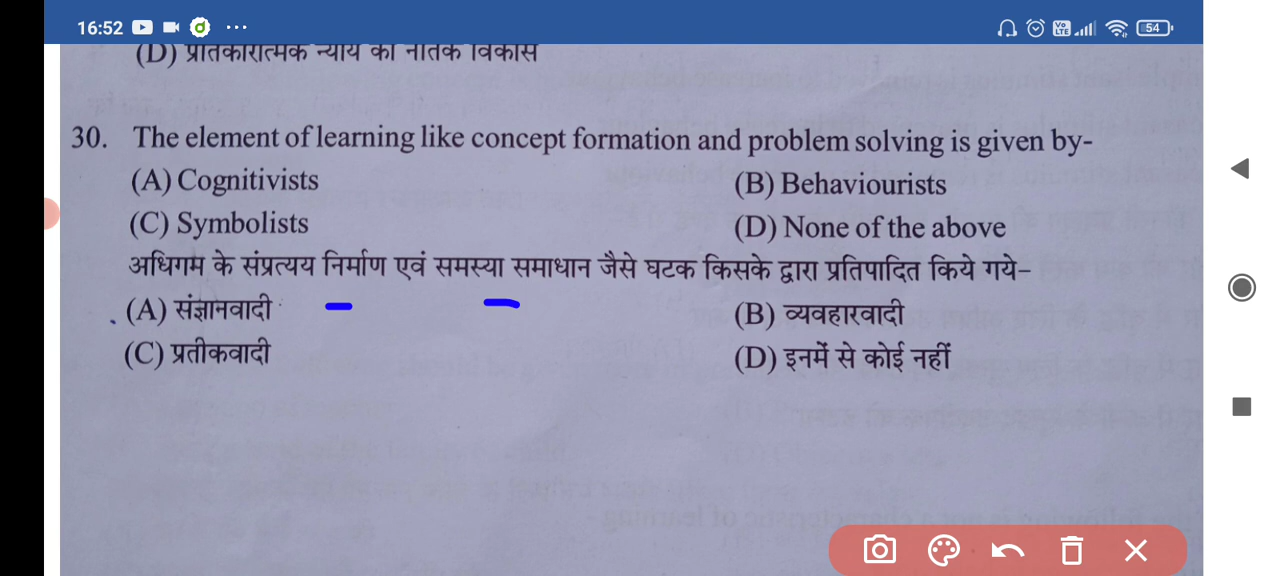 16:52 54
(D) प्रतिकारात्मक न्याय का नैतिक विकास
30. The element of learning like concept formation and problem solving is given by-
(A) Cognitivists (B) Behaviourists
(C) Symbolists (D) None of the above
अधिगम के संप्रत्यय निर्माण एवं समस्या समाधान जैसे घटक किसके द्वारा प्रतिपादित किये गये-
(A) संज्ञानवादी (B) व्यवहारवादी
(C) प्रतीकवादी (D) इनमें से कोई नहीं